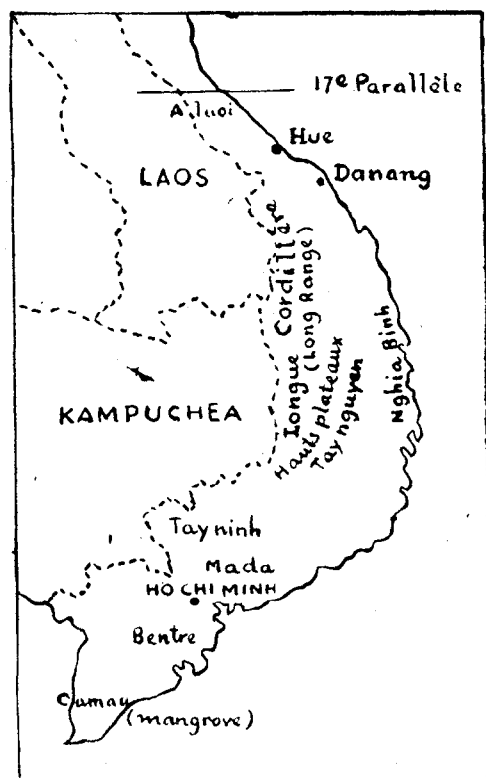 17e Parallèle
A luoi
Hue
LAOS
Danang
Longue Cordillère
(Long Range)
Hauts plateaux
Tay nguyen
Nghia Binh
KAMPUCHEA
Tay ninh
Mada
HO CHI MINH
Bentre
Camau
(mangrove)